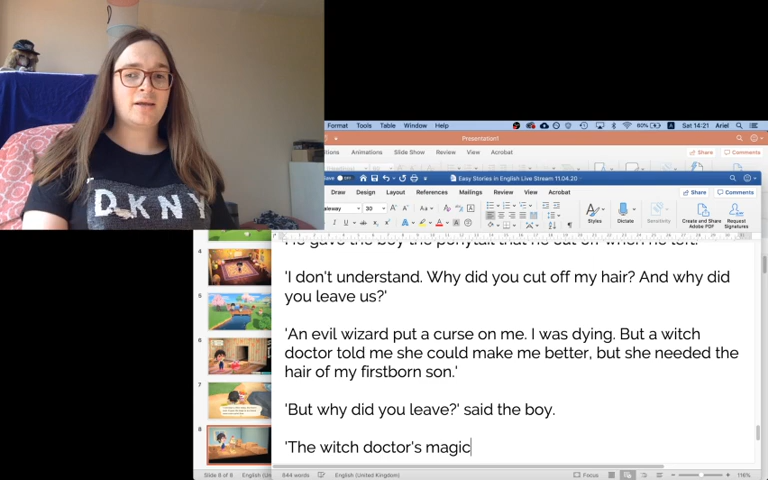 DKNY
Format Tools Table Window Help 80% Sat 14:21 Ariel
Presentation1
Animations Slide Show Review View Acrobat Share Comments
Easy Stories in English Live Stream 11.04.20
Draw Design Layout References Mailings Review View Acrobat Share Comments
30
Styles Dictate Sensitivity Create and Share Adobe PDF Request Signatures
He gave the boy the ponytail that he cut off when he left.
'I don't understand. Why did you cut off my hair? And why did
you leave us?'
'An evil wizard put a curse on me. I was dying. But a witch
doctor told me she could make me better, but she needed the
hair of my firstborn son.'
'But why did you leave?' said the boy.
'The witch doctor's magic
4
5
6
7
8
Slide 8 of 8 English 844 words English (United Kingdom) Focus 116%